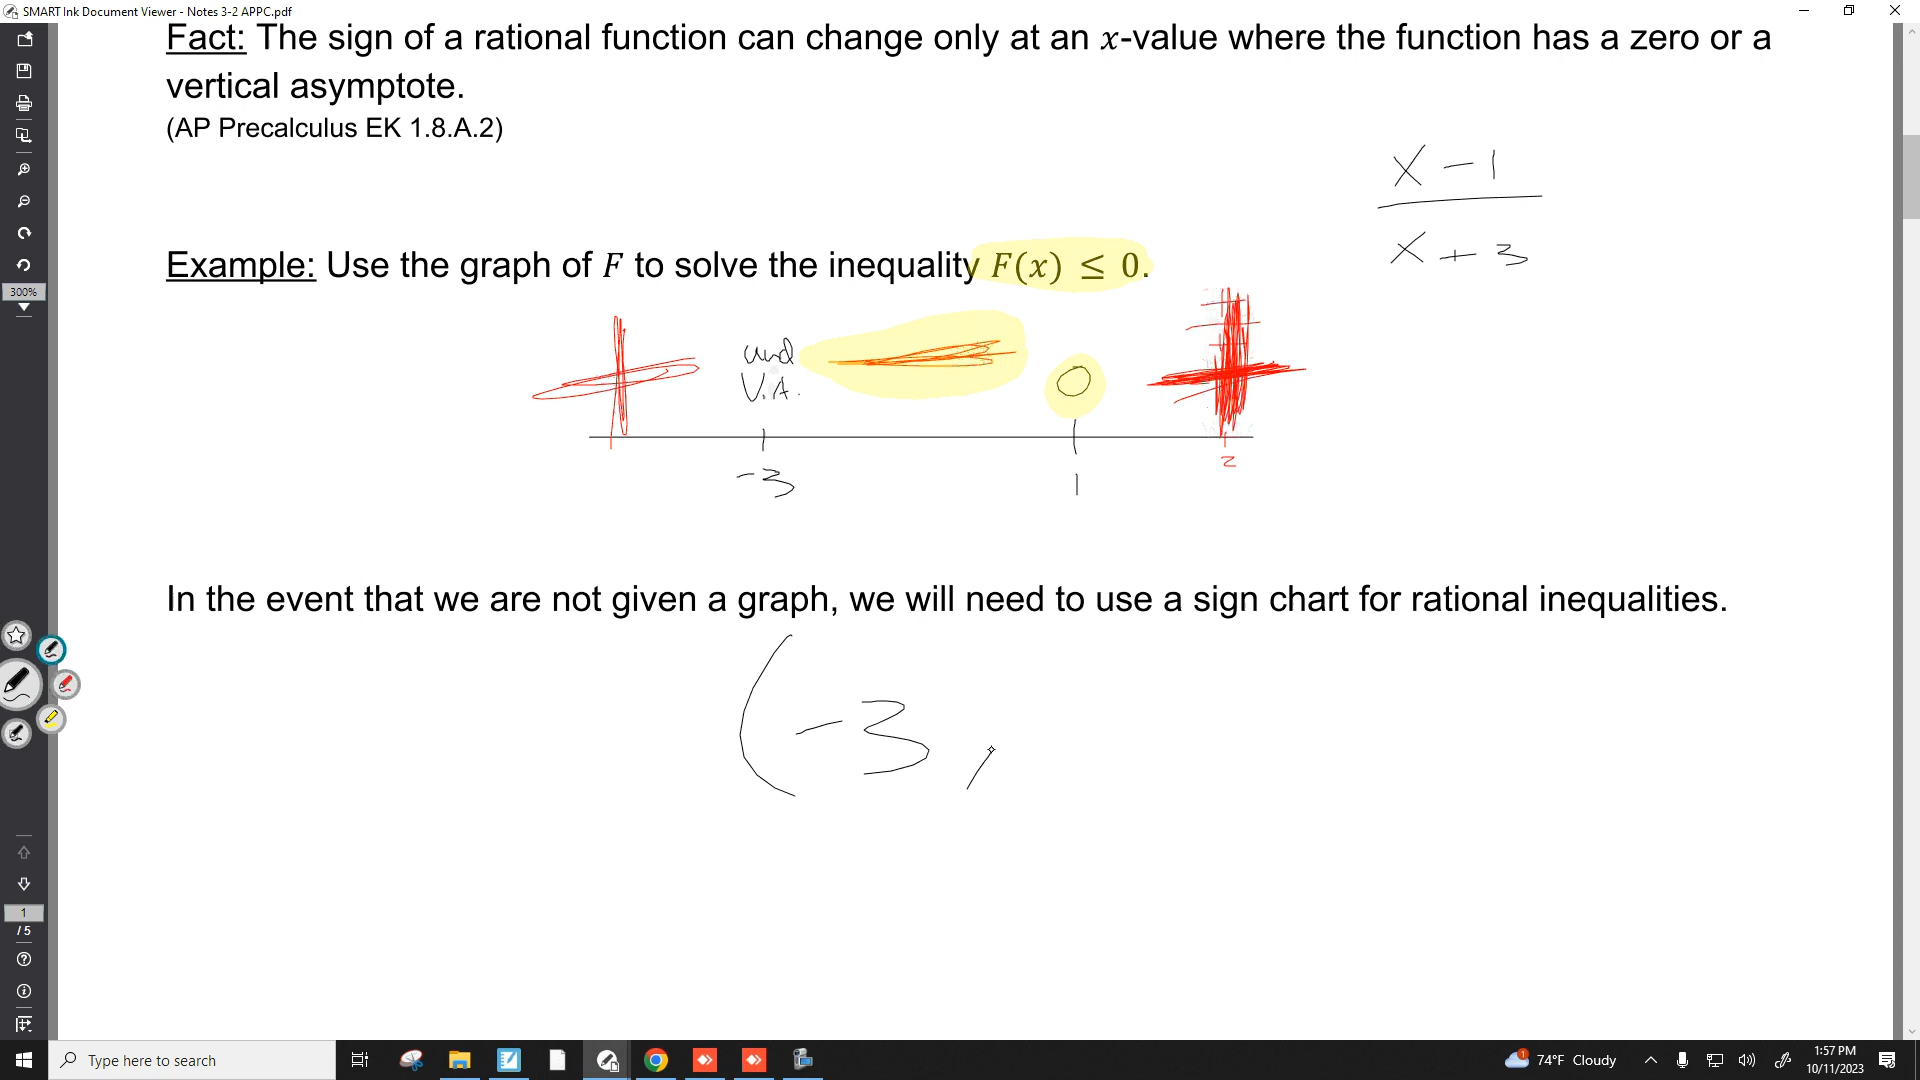 SMART Ink Document Viewer - Notes 3-2 APPC.pdf
Fact: The sign of a rational function can change only at an x-value where the function has a zero or a
vertical asymptote.
(AP Precalculus EK 1.8.A.2)
x - 1
x + 3
Example: Use the graph of F to solve the inequality F(x) ≤ 0.
+ und V.A. - 0 +
-3 1 2
In the event that we are not given a graph, we will need to use a sign chart for rational inequalities.
(-3 ,
300%
1
/ 5
Type here to search
1
74°F Cloudy
1:57 PM
10/11/2023